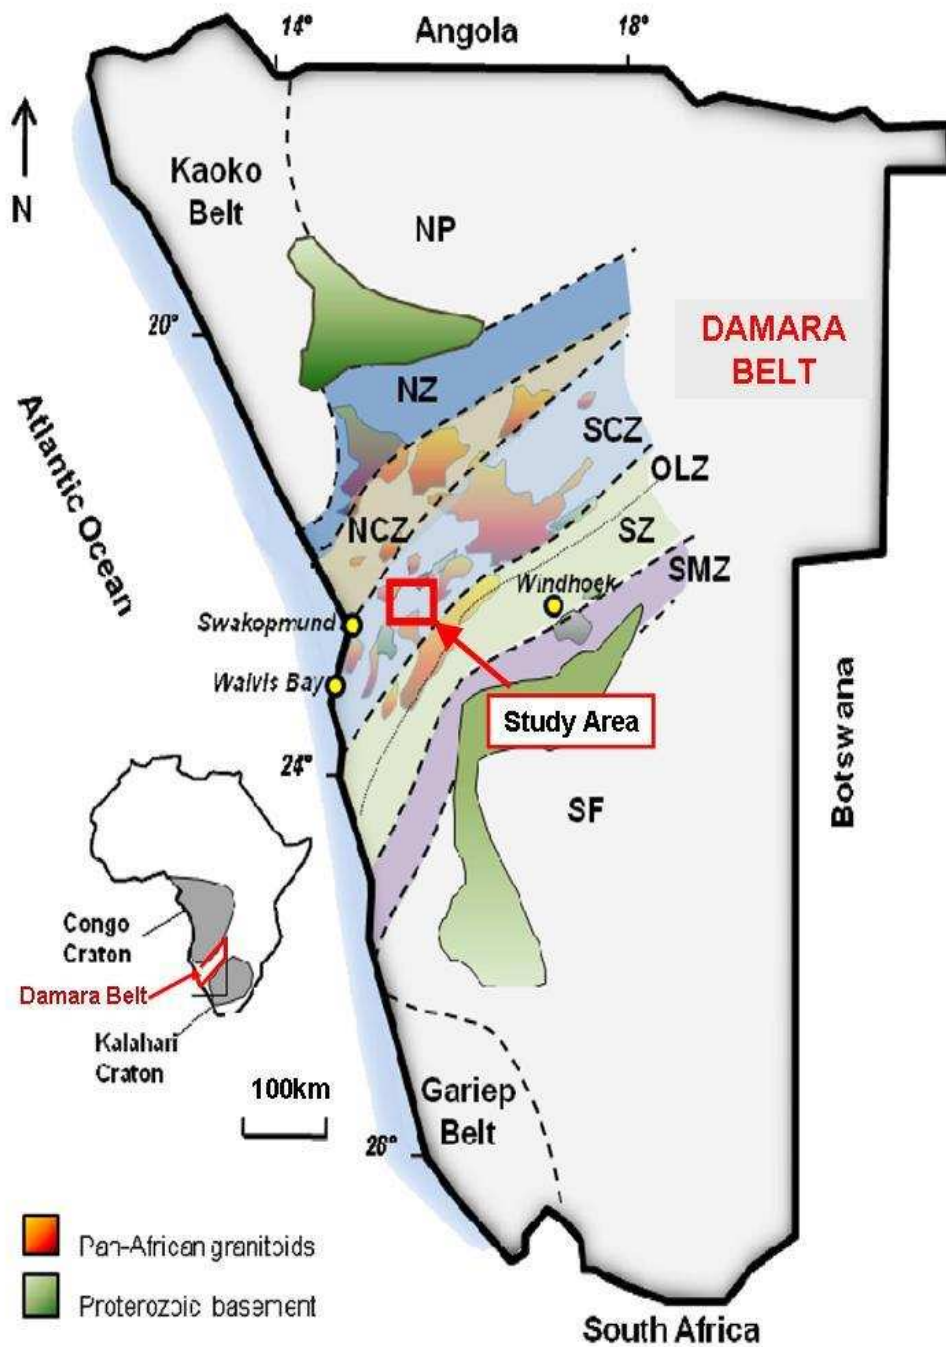 14°
Angola
18°
N
Kaoko
Belt
NP
20°
DAMARA
BELT
NZ
Atlantic Ocean
SCZ
OLZ
NCZ
SZ
SMZ
Windhoek
Swakopmund
Walvis Bay
Study Area
Botswana
24°
SF
Congo
Craton
Damara Belt
Kalahari
Craton
100km
Gariep
Belt
26°
Pan-African granitoids
Proterozoic basement
South Africa